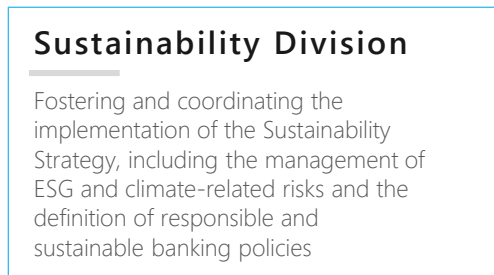 Sustainability Division
Fostering and coordinating the
implementation of the Sustainability
Strategy, including the management of
ESG and climate-related risks and the
definition of responsible and
sustainable banking policies